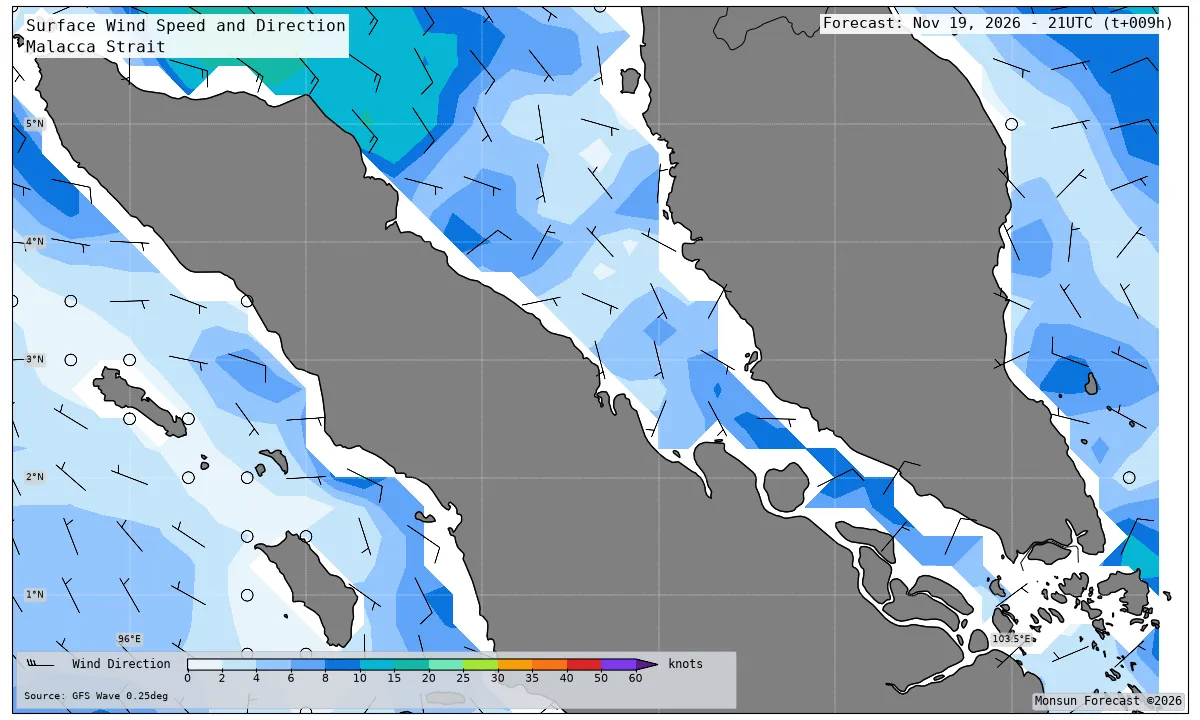 Surface Wind Speed and Direction
Malacca Strait
Forecast: Nov 19, 2026 - 21UTC (t+009h)
5°N
4°N
3°N
2°N
1°N
96°E
103.5°E
Wind Direction
knots
0 2 4 6 8 10 12 15 20 25 30 35 40 50 60
Source: GFS Wave 0.25deg
Monsun Forecast ©2026